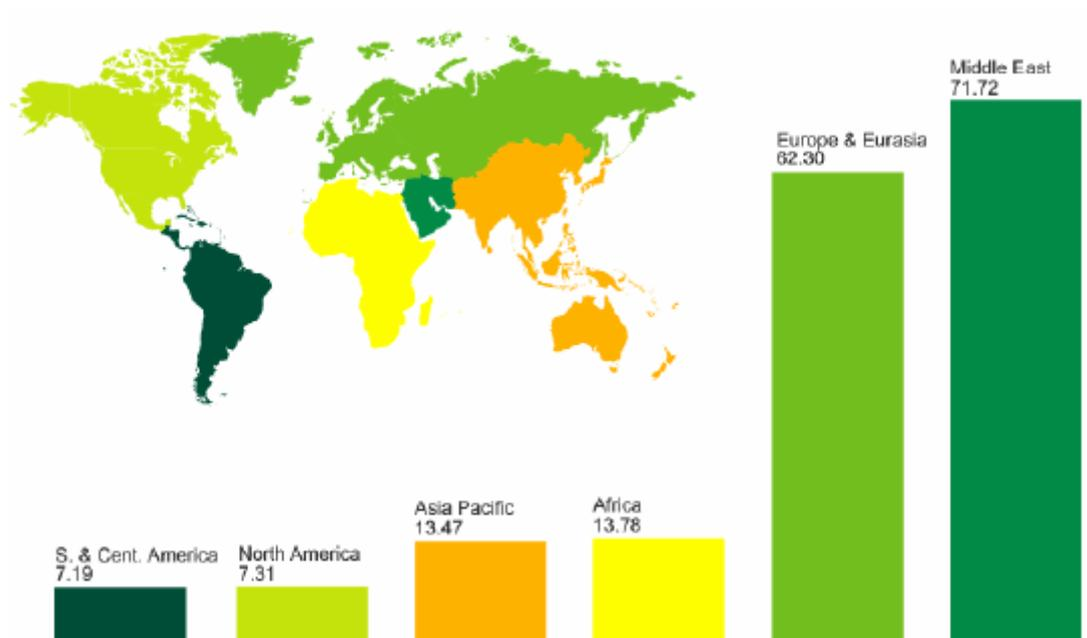 S. & Cent. America
7.19
North America
7.31
Asia Pacific
13.47
Africa
13.78
Europe & Eurasia
62.30
Middle East
71.72